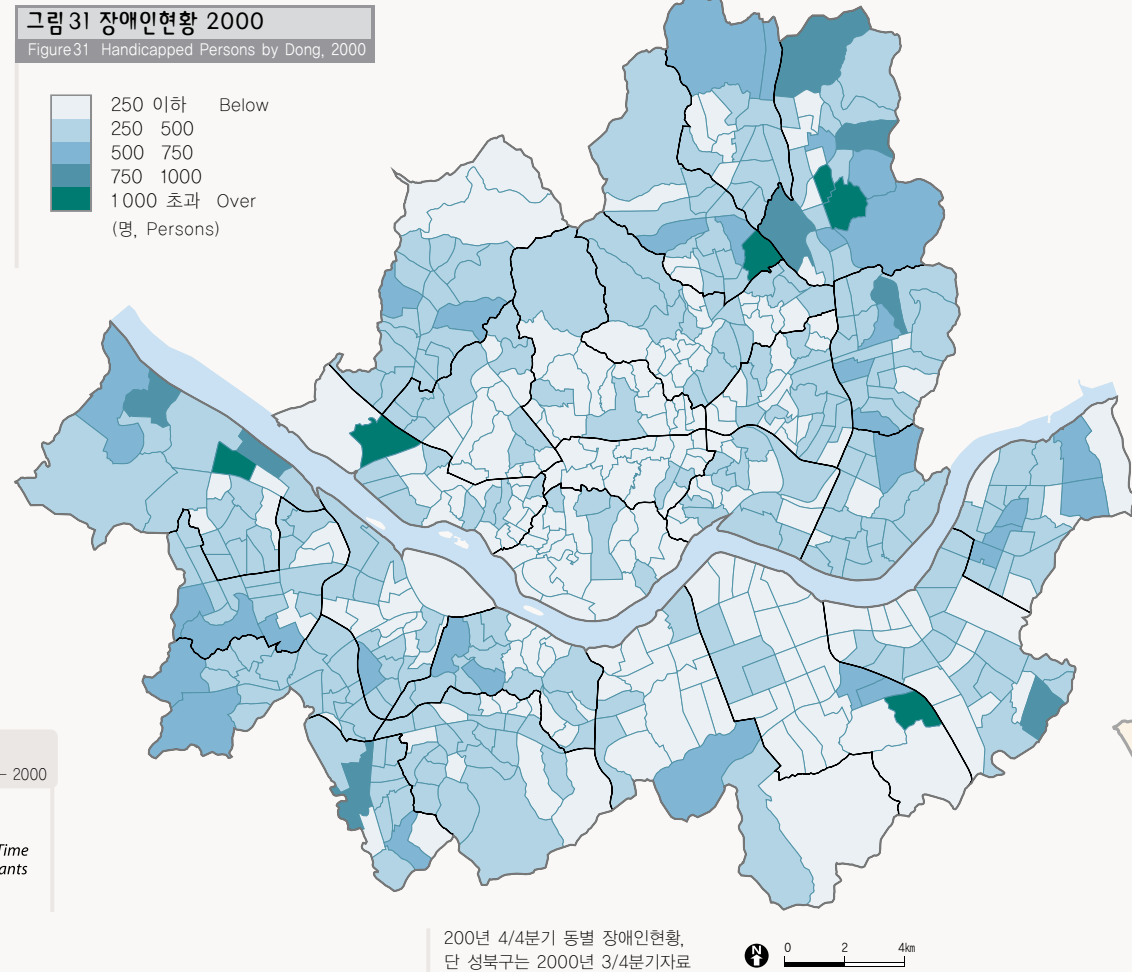 그림31 장애인현황 2000
Figure31 Handicapped Persons by Dong, 2000
250 이하 Below
250 500
500 750
750 1000
1000 초과 Over
(명, Persons)
– 2000
Time
ants
200년 4/4분기 동별 장애인현황,
단 성북구는 2000년 3/4분기자료
N
0 2 4㎞